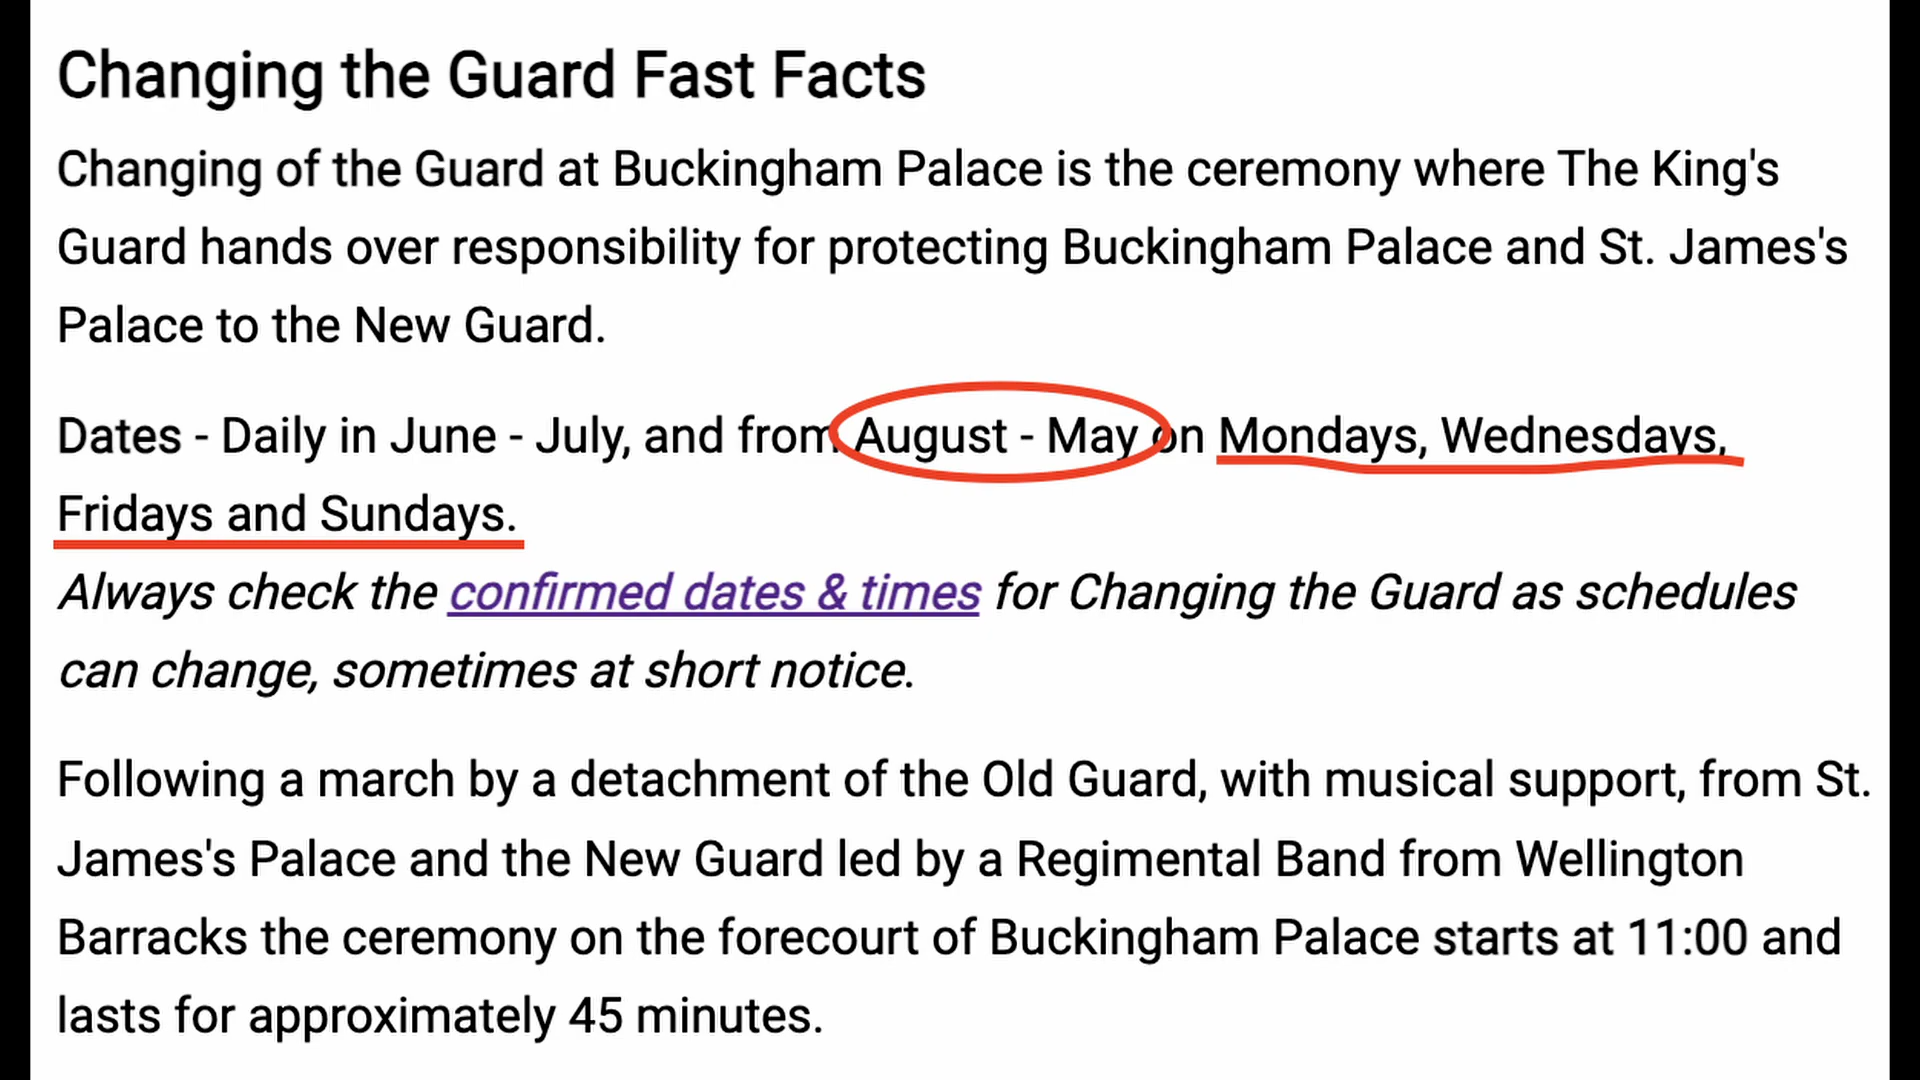 Changing the Guard Fast Facts
Changing of the Guard at Buckingham Palace is the ceremony where The King's
Guard hands over responsibility for protecting Buckingham Palace and St. James's
Palace to the New Guard.
Dates - Daily in June - July, and from August - May on Mondays, Wednesdays,
Fridays and Sundays.
Always check the confirmed dates & times for Changing the Guard as schedules
can change, sometimes at short notice.
Following a march by a detachment of the Old Guard, with musical support, from St.
James's Palace and the New Guard led by a Regimental Band from Wellington
Barracks the ceremony on the forecourt of Buckingham Palace starts at 11:00 and
lasts for approximately 45 minutes.